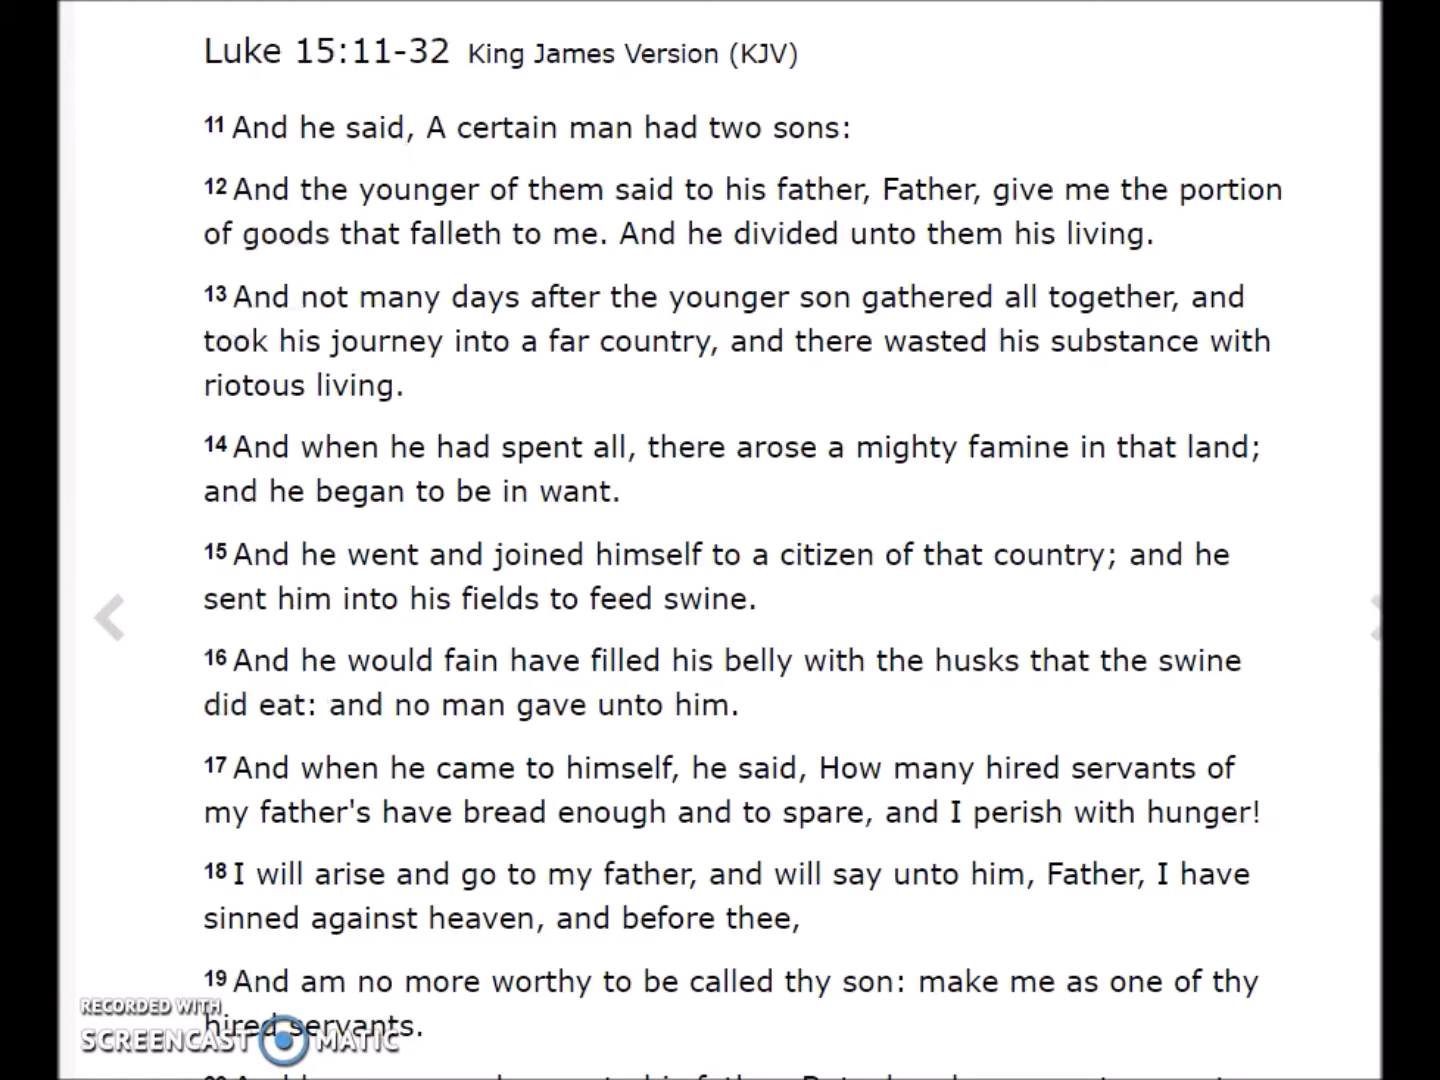 Luke 15:11-32 King James Version (KJV)
11 And he said, A certain man had two sons:
12 And the younger of them said to his father, Father, give me the portion
of goods that falleth to me. And he divided unto them his living.
13 And not many days after the younger son gathered all together, and
took his journey into a far country, and there wasted his substance with
riotous living.
14 And when he had spent all, there arose a mighty famine in that land;
and he began to be in want.
15 And he went and joined himself to a citizen of that country; and he
sent him into his fields to feed swine.
16 And he would fain have filled his belly with the husks that the swine
did eat: and no man gave unto him.
17 And when he came to himself, he said, How many hired servants of
my father's have bread enough and to spare, and I perish with hunger!
18 I will arise and go to my father, and will say unto him, Father, I have
sinned against heaven, and before thee,
19 And am no more worthy to be called thy son: make me as one of thy
hired servants.
RECORDED WITH
SCREENCAST MATIC